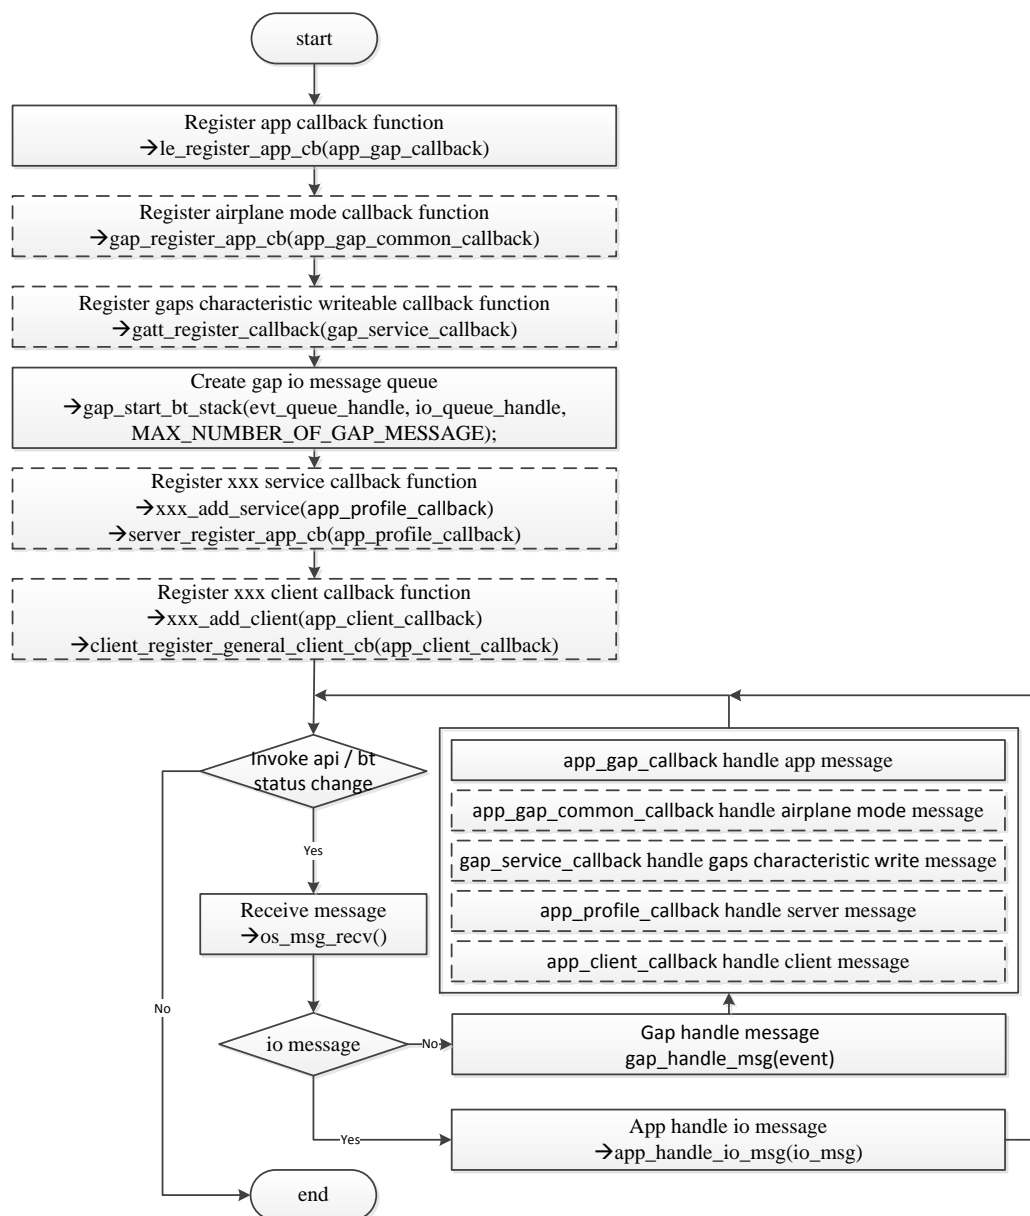 start
Register app callback function
→le_register_app_cb(app_gap_callback)
Register airplane mode callback function
→gap_register_app_cb(app_gap_common_callback)
Register gaps characteristic writeable callback function
→gatt_register_callback(gap_service_callback)
Create gap io message queue
→gap_start_bt_stack(evt_queue_handle, io_queue_handle,
MAX_NUMBER_OF_GAP_MESSAGE);
Register xxx service callback function
→xxx_add_service(app_profile_callback)
→server_register_app_cb(app_profile_callback)
Register xxx client callback function
→xxx_add_client(app_client_callback)
→client_register_general_client_cb(app_client_callback)
Invoke api / bt
status change
app_gap_callback handle app message
app_gap_common_callback handle airplane mode message
gap_service_callback handle gaps characteristic write message
app_profile_callback handle server message
app_client_callback handle client message
Yes
Receive message
→os_msg_recv()
No
io message
No
Gap handle message
gap_handle_msg(event)
Yes
App handle io message
→app_handle_io_msg(io_msg)
end